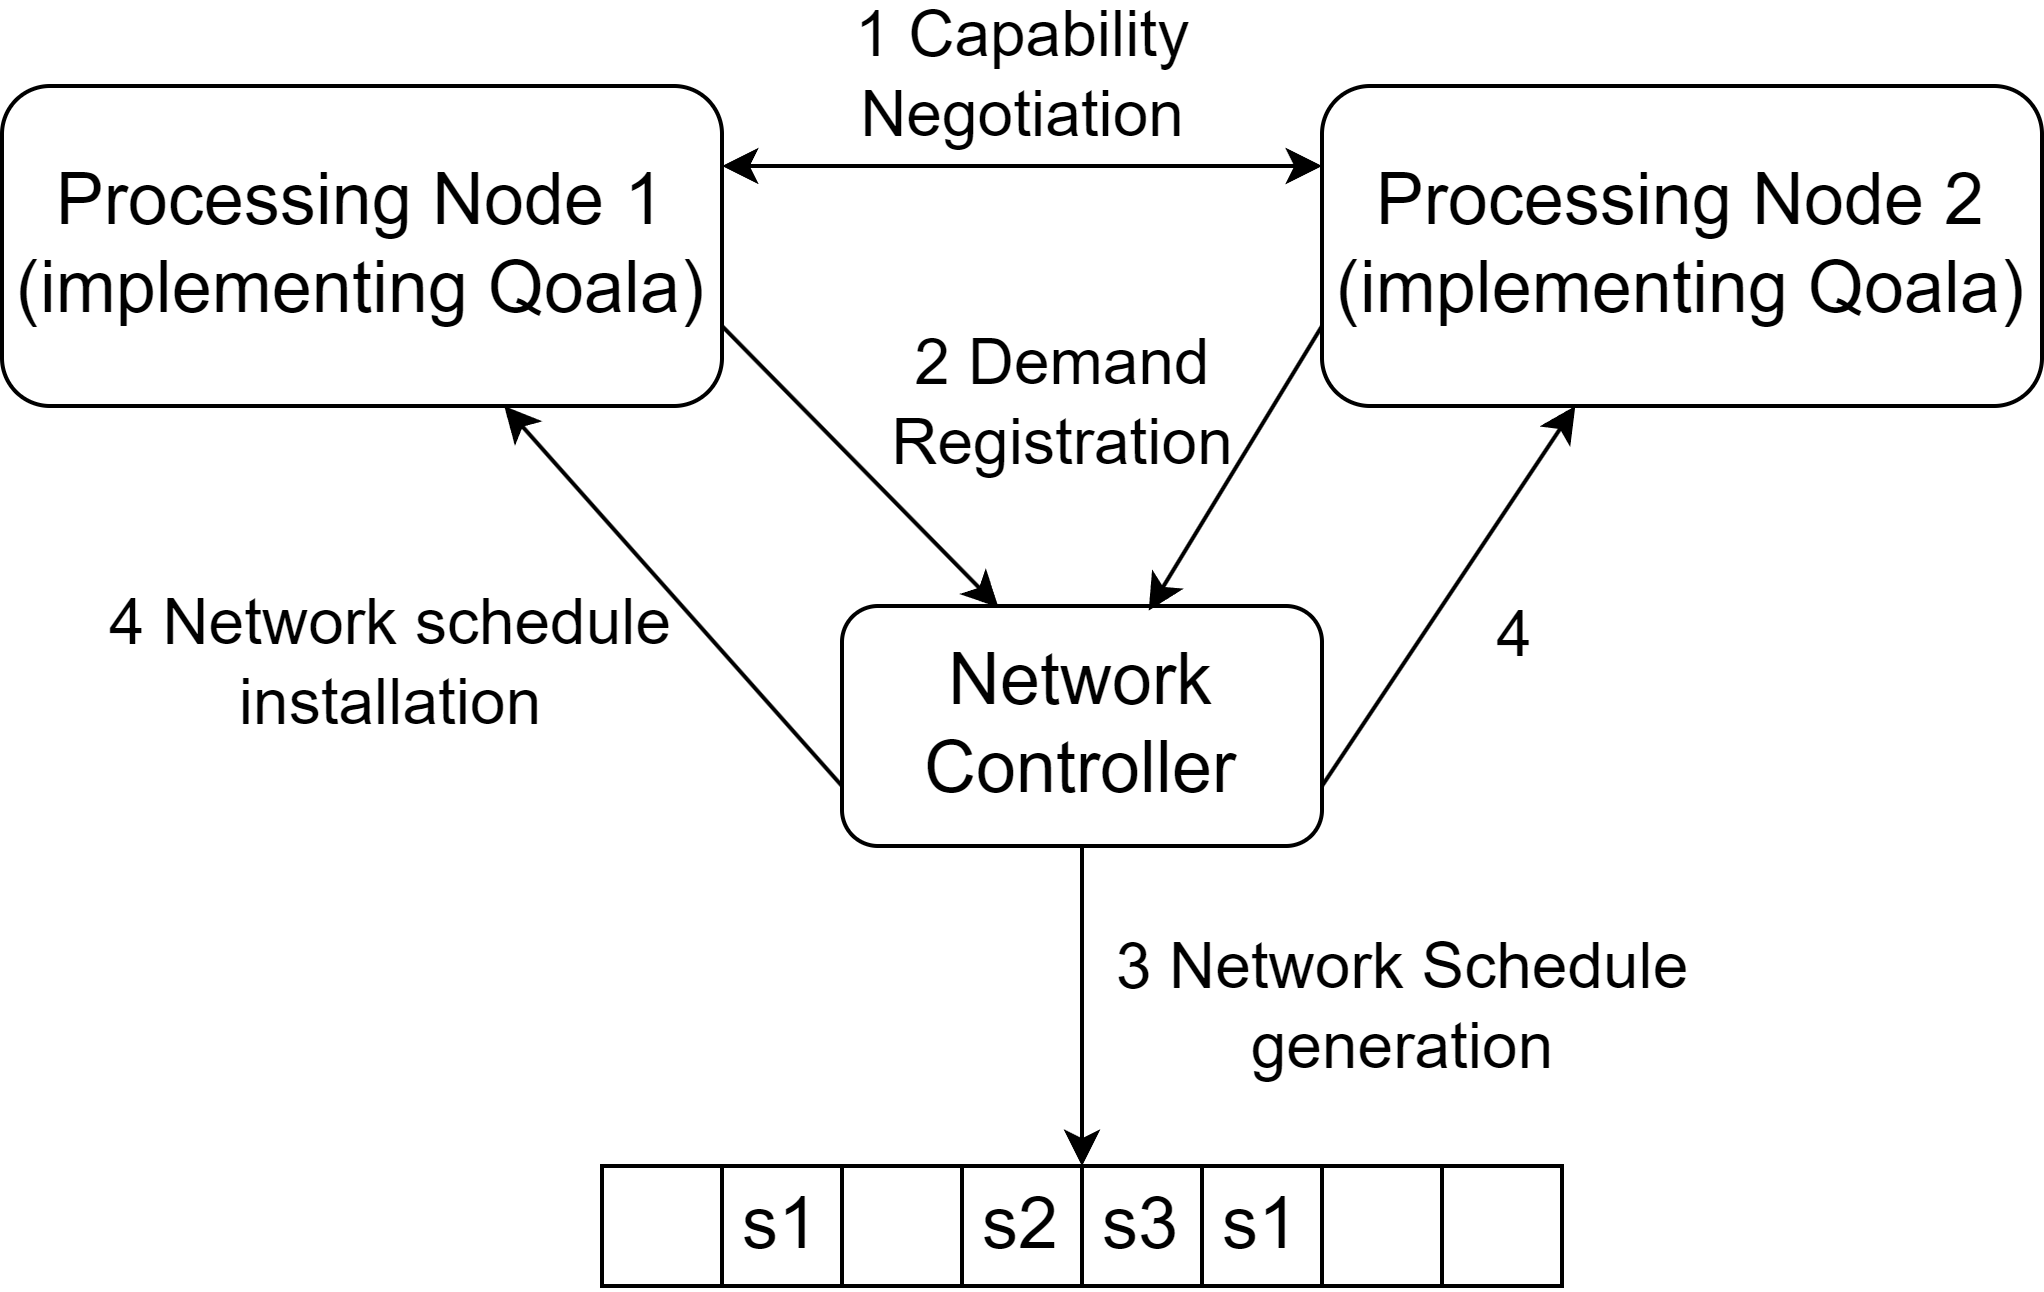 1 Capability
Negotiation
Processing Node 1
(implementing Qoala)
Processing Node 2
(implementing Qoala)
2 Demand
Registration
4 Network schedule
installation
4
Network
Controller
3 Network Schedule
generation
s1 s2 s3 s1